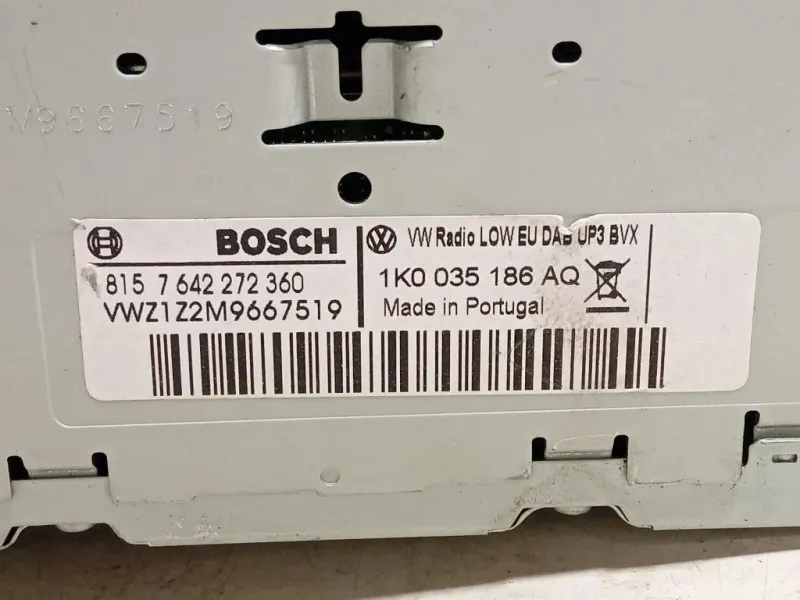 M9667519
BOSCH
VW Radio LOW EU DAB UP3 BVX
815 7 642 272 360
1K0 035 186 AQ
VWZ1Z2M9667519
Made in Portugal